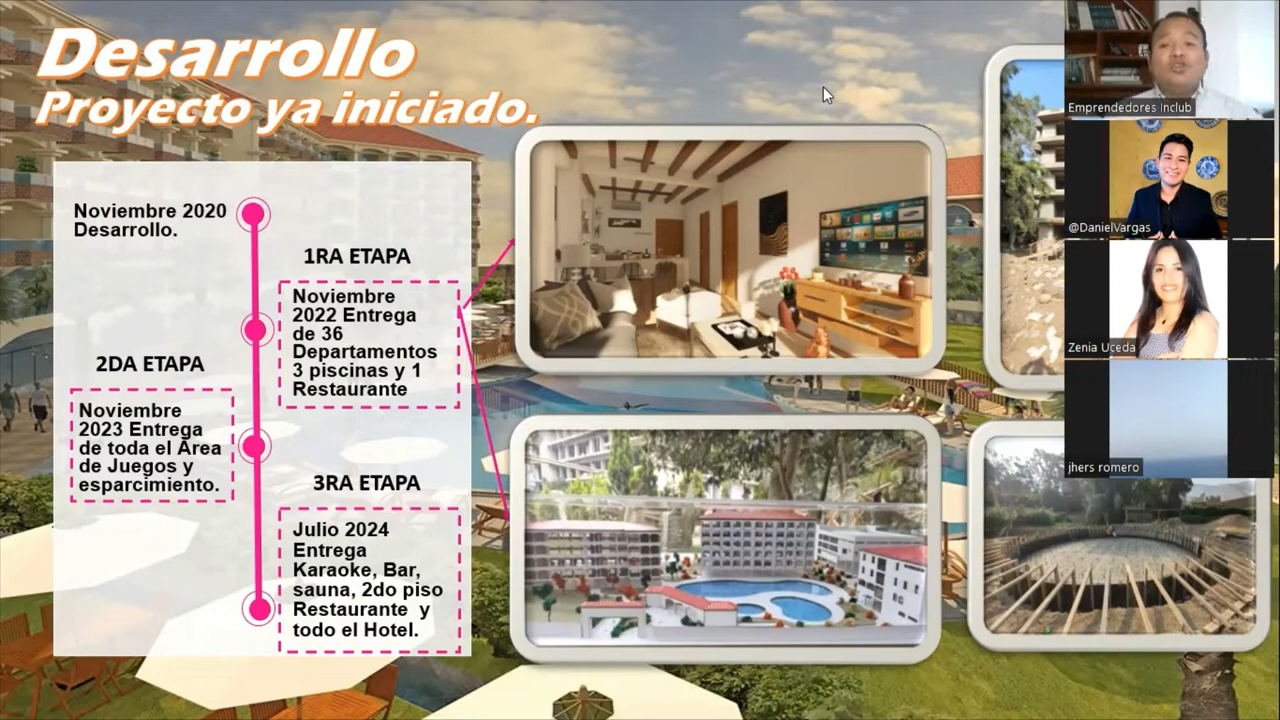 Desarrollo
Proyecto ya iniciado.
Noviembre 2020
Desarrollo.
1RA ETAPA
Noviembre
2022 Entrega
de 36
Departamentos
3 piscinas y 1
Restaurante
2DA ETAPA
Noviembre
2023 Entrega
de toda el Área
de Juegos y
esparcimiento.
3RA ETAPA
Julio 2024
Entrega
Karaoke, Bar,
sauna, 2do piso
Restaurante y
todo el Hotel.
Emprendedores Inclub
@DanielVargas
Zenia Uceda
jhers romero